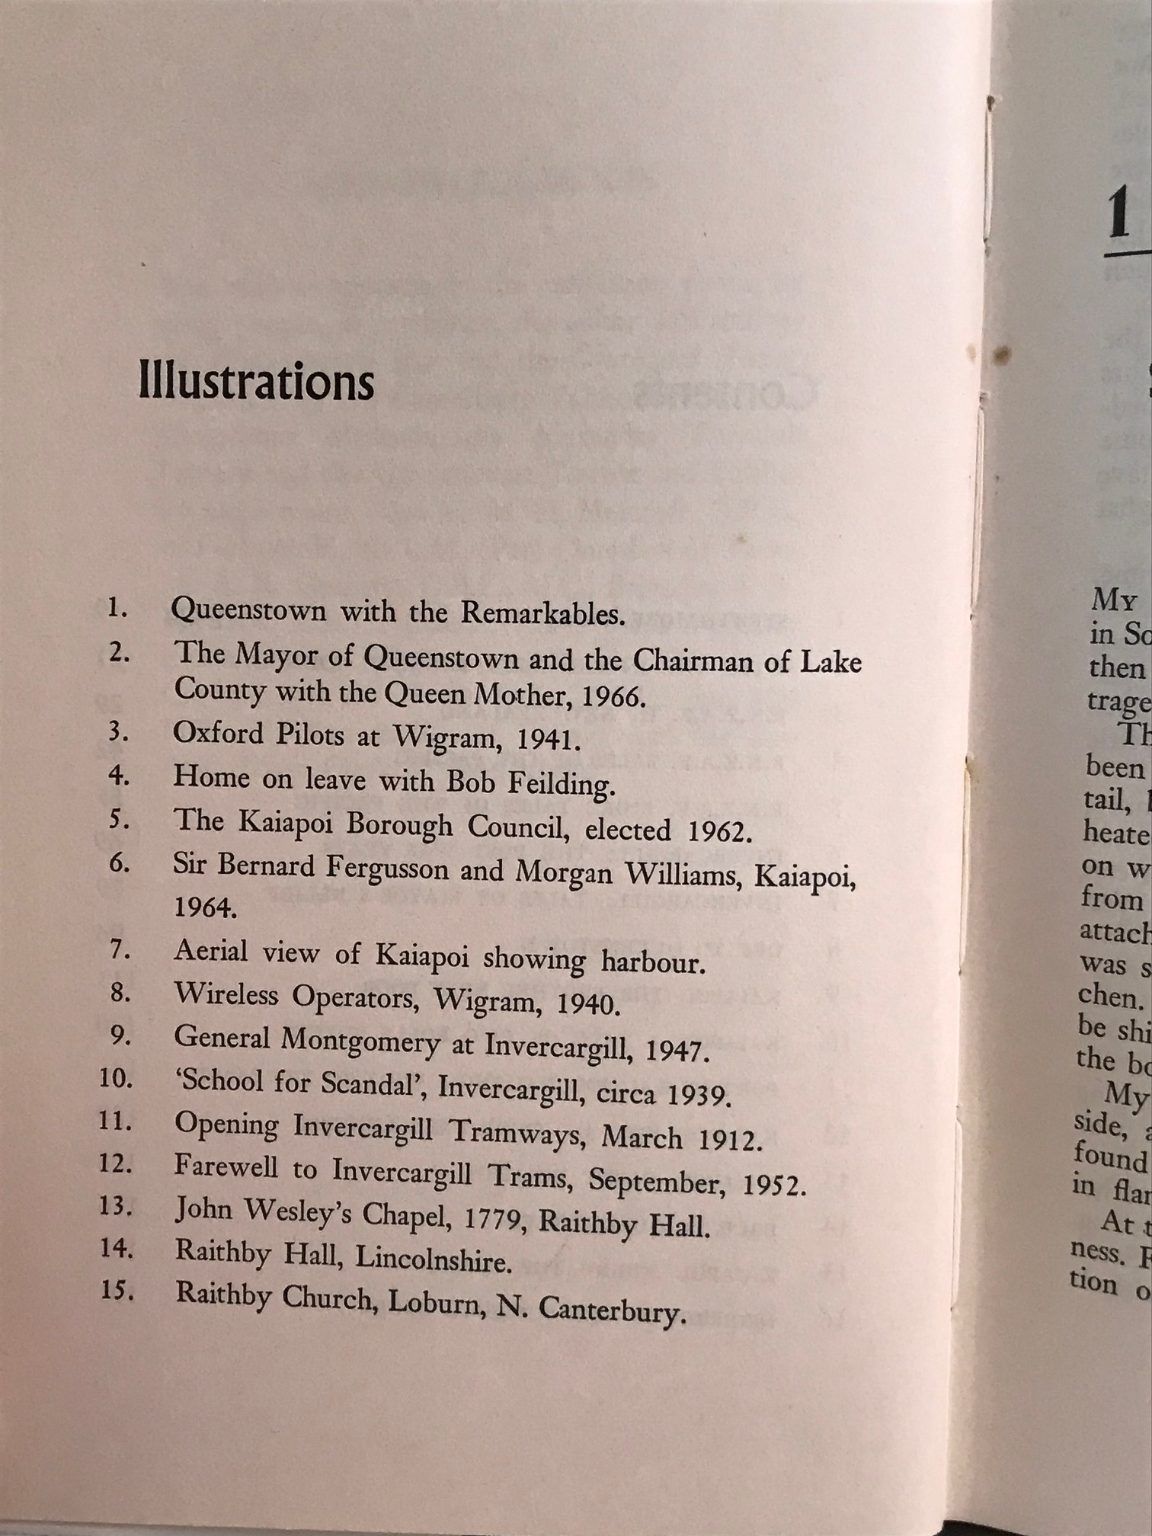 Illustrations
1. Queenstown with the Remarkables.
2. The Mayor of Queenstown and the Chairman of Lake
County with the Queen Mother, 1966.
3. Oxford Pilots at Wigram, 1941.
4. Home on leave with Bob Feilding.
5. The Kaiapoi Borough Council, elected 1962.
6. Sir Bernard Fergusson and Morgan Williams, Kaiapoi,
1964.
7. Aerial view of Kaiapoi showing harbour.
8. Wireless Operators, Wigram, 1940.
9. General Montgomery at Invercargill, 1947.
10. ‘School for Scandal’, Invercargill, circa 1939.
11. Opening Invercargill Tramways, March 1912.
12. Farewell to Invercargill Trams, September, 1952.
13. John Wesley’s Chapel, 1779, Raithby Hall.
14. Raithby Hall, Lincolnshire.
15. Raithby Church, Loburn, N. Canterbury.
1
My
in
then
been
tail,
on
from
was
chen.
be
the
My
side,
found
in
At
ness.
tion